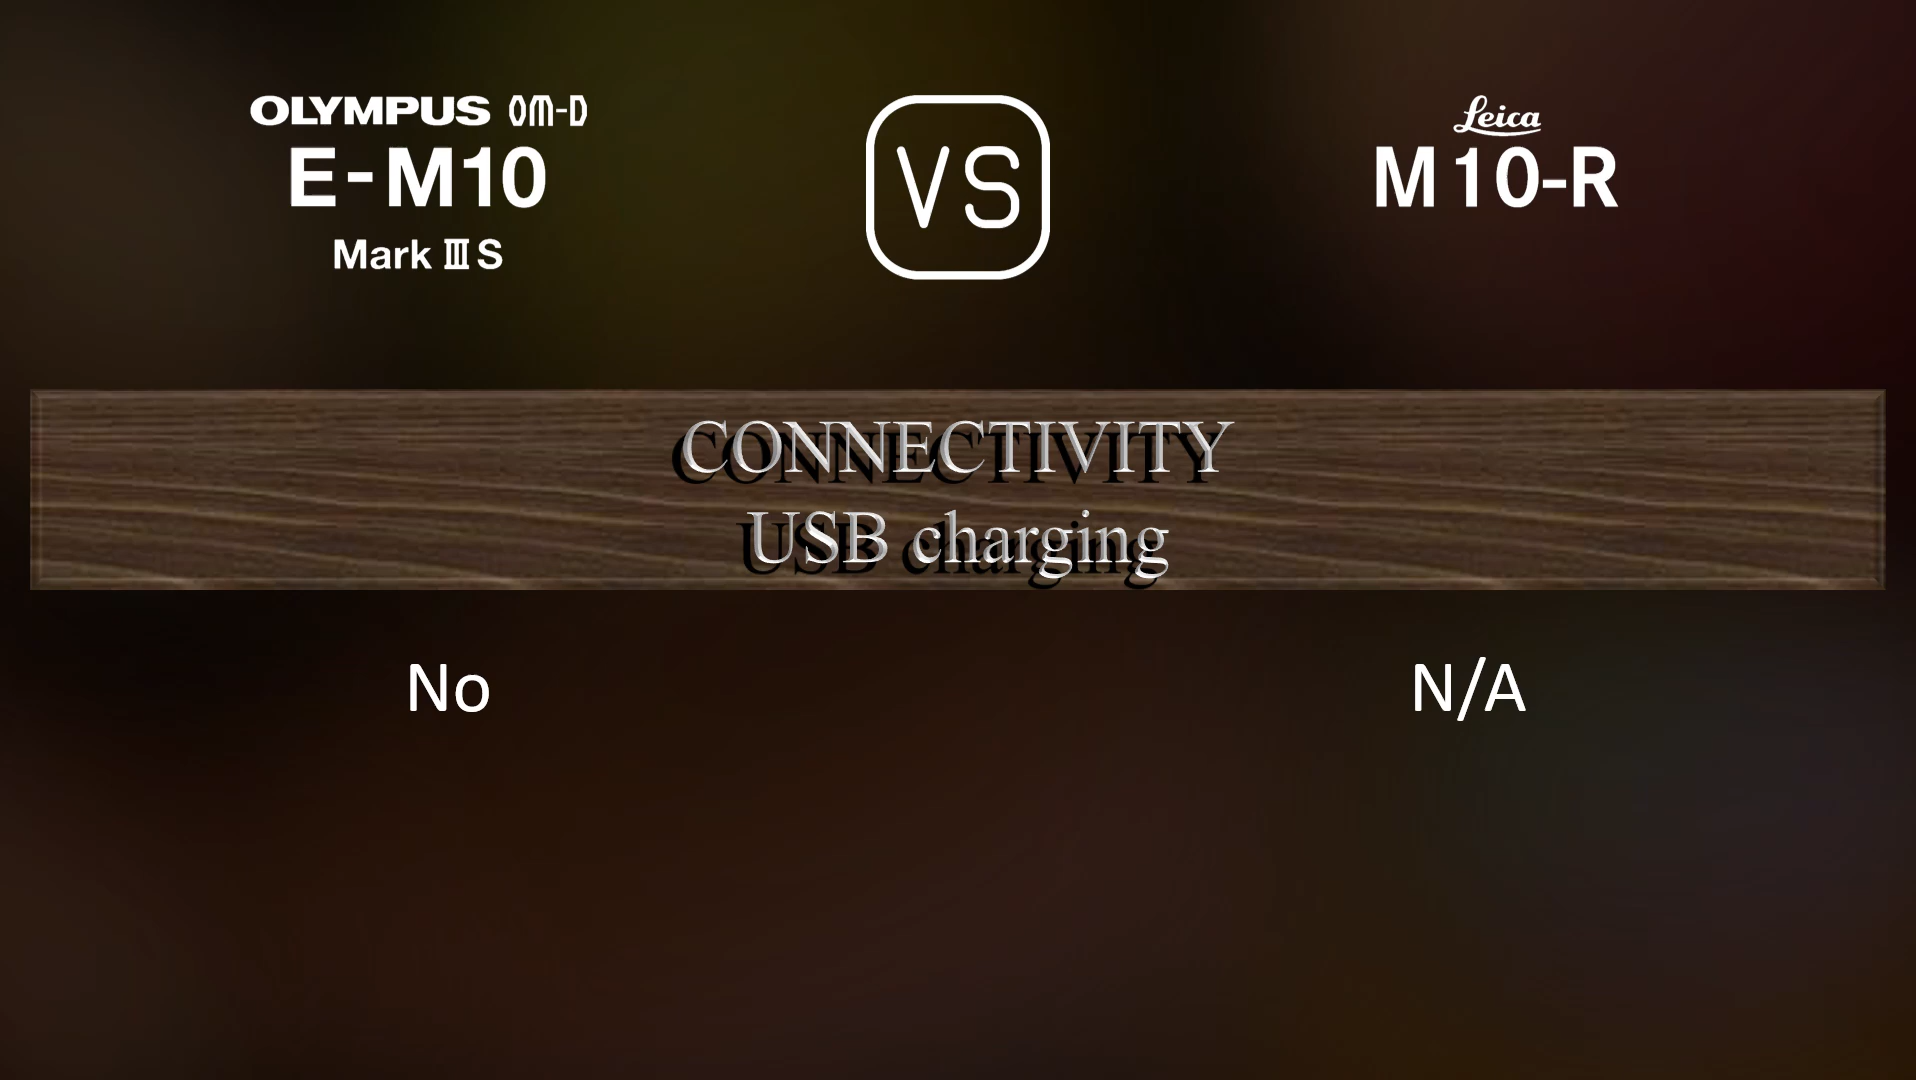 OLYMPUS OM-D
E-M10
Mark III S
VS
Leica
M10-R
CONNECTIVITY
USB charging
No
N/A